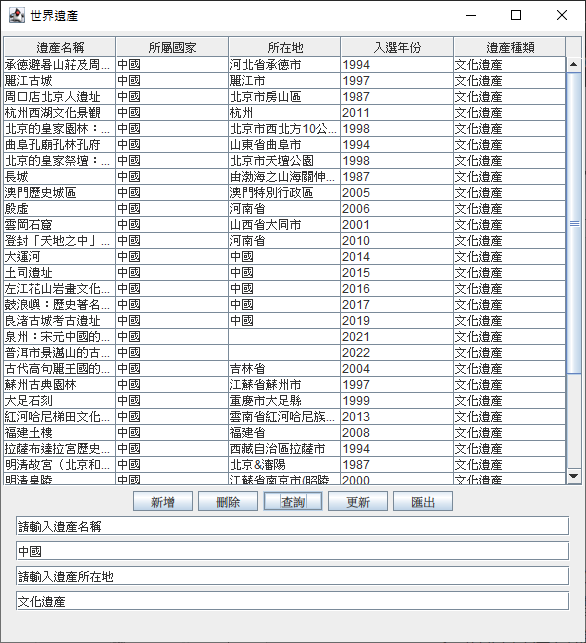 世界遺產
遺產名稱 所屬國家 所在地 入選年份 遺產種類
承德避暑山莊及周... 中國 河北省承德市 1994 文化遺產
麗江古城 中國 麗江市 1997 文化遺產
周口店北京人遺址 中國 北京市房山區 1987 文化遺產
杭州西湖文化景觀 中國 杭州 2011 文化遺產
北京的皇家園林：... 中國 北京市西北方10公... 1998 文化遺產
曲阜孔廟孔林孔府 中國 山東省曲阜市 1994 文化遺產
北京的皇家祭壇：... 中國 北京市天壇公園 1998 文化遺產
長城 中國 由渤海之山海關伸... 1987 文化遺產
澳門歷史城區 中國 澳門特別行政區 2005 文化遺產
殷虛 中國 河南省 2006 文化遺產
雲岡石窟 中國 山西省大同市 2001 文化遺產
登封「天地之中」... 中國 河南省 2010 文化遺產
大運河 中國 中國 2014 文化遺產
土司遺址 中國 中國 2015 文化遺產
左江花山岩畫文化... 中國 中國 2016 文化遺產
鼓浪嶼：歷史著名... 中國 中國 2017 文化遺產
良渚古城考古遺址 中國 中國 2019 文化遺產
泉州：宋元中國的... 中國 2021 文化遺產
普洱市景邁山的古... 中國 2022 文化遺產
古代高句麗王國的... 中國 吉林省 2004 文化遺產
蘇州古典園林 中國 江蘇省蘇州市 1997 文化遺產
大足石刻 中國 重慶市大足縣 1999 文化遺產
紅河哈尼梯田文化... 中國 雲南省紅河哈尼族... 2013 文化遺產
福建土樓 中國 福建省 2008 文化遺產
拉薩布達拉宮歷史... 中國 西藏自治區拉薩市 1994 文化遺產
明清故宮（北京和... 中國 北京&瀋陽 1987 文化遺產
明清皇陵 中國 江蘇省南京市/昭陵 2000 文化遺產
新增 刪除 查詢 更新 匯出
請輸入遺產名稱
中國
請輸入遺產所在地
文化遺產